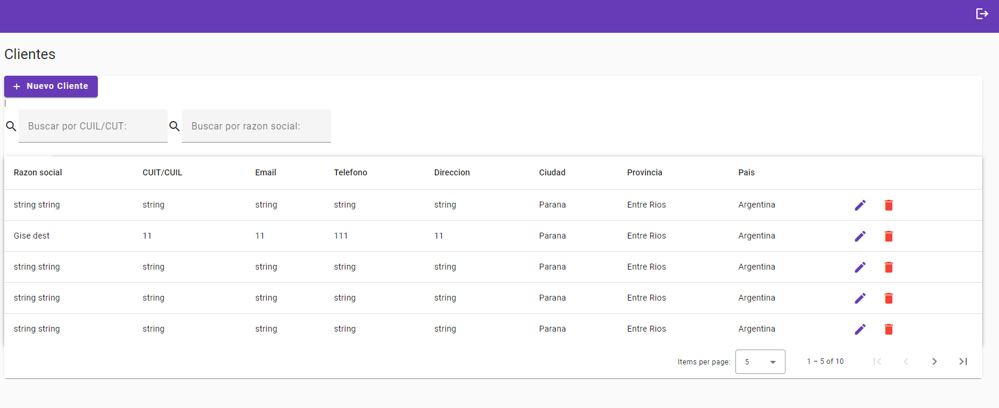 Clientes
+ Nuevo Cliente
Buscar por CUIL/CUT: Buscar por razon social:
Razon social CUIT/CUIL Email Telefono Direccion Ciudad Provincia Pais
string string string string string string Parana Entre Rios Argentina
Gise dest 11 11 111 11 Parana Entre Rios Argentina
string string string string string string Parana Entre Rios Argentina
string string string string string string Parana Entre Rios Argentina
string string string string string string Parana Entre Rios Argentina
Items per page: 5 1 – 5 of 10